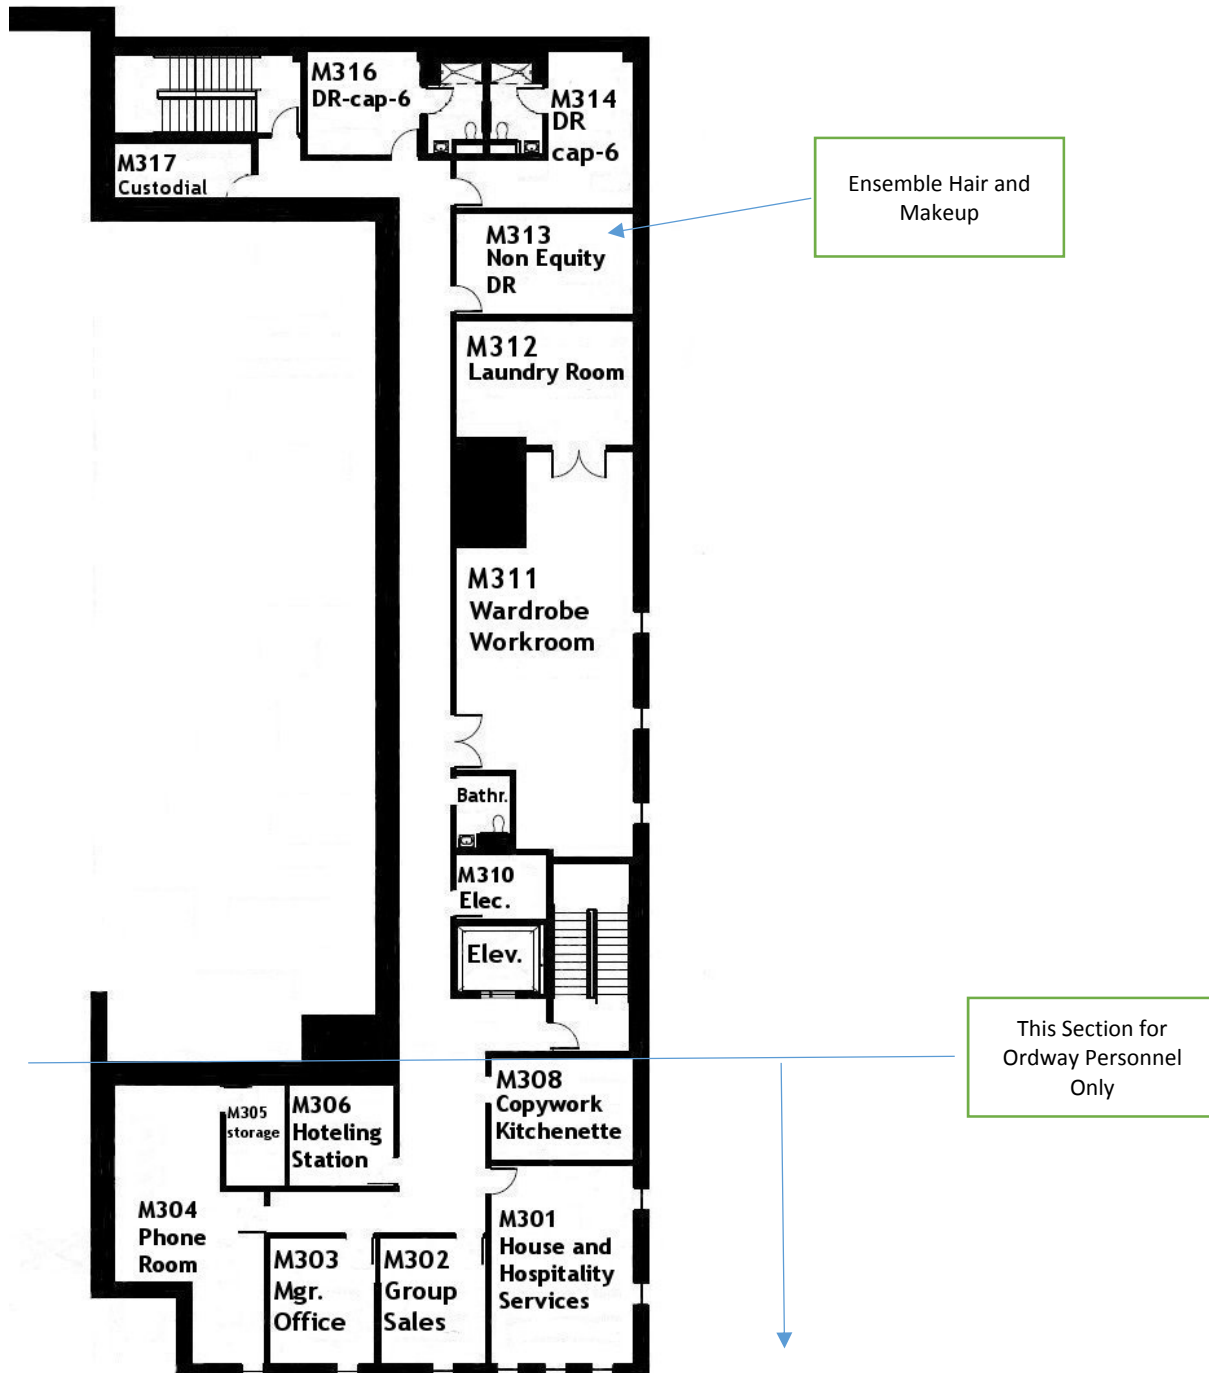 M316
DR-cap-6
M314
DR
cap-6
M317
Custodial
Ensemble Hair and
Makeup
M313
Non Equity
DR
M312
Laundry Room
M311
Wardrobe
Workroom
Bathr.
M310
Elec.
Elev.
This Section for
Ordway Personnel
Only
M308
Copywork
Kitchenette
M305
storage
M306
Hoteling
Station
M304
Phone
Room
M303
Mgr.
Office
M302
Group
Sales
M301
House and
Hospitality
Services